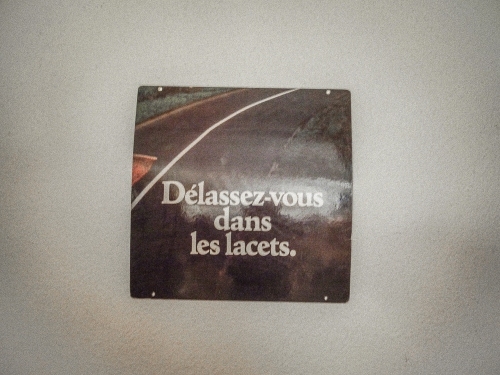 Délassez-vous
dans
les lacets.